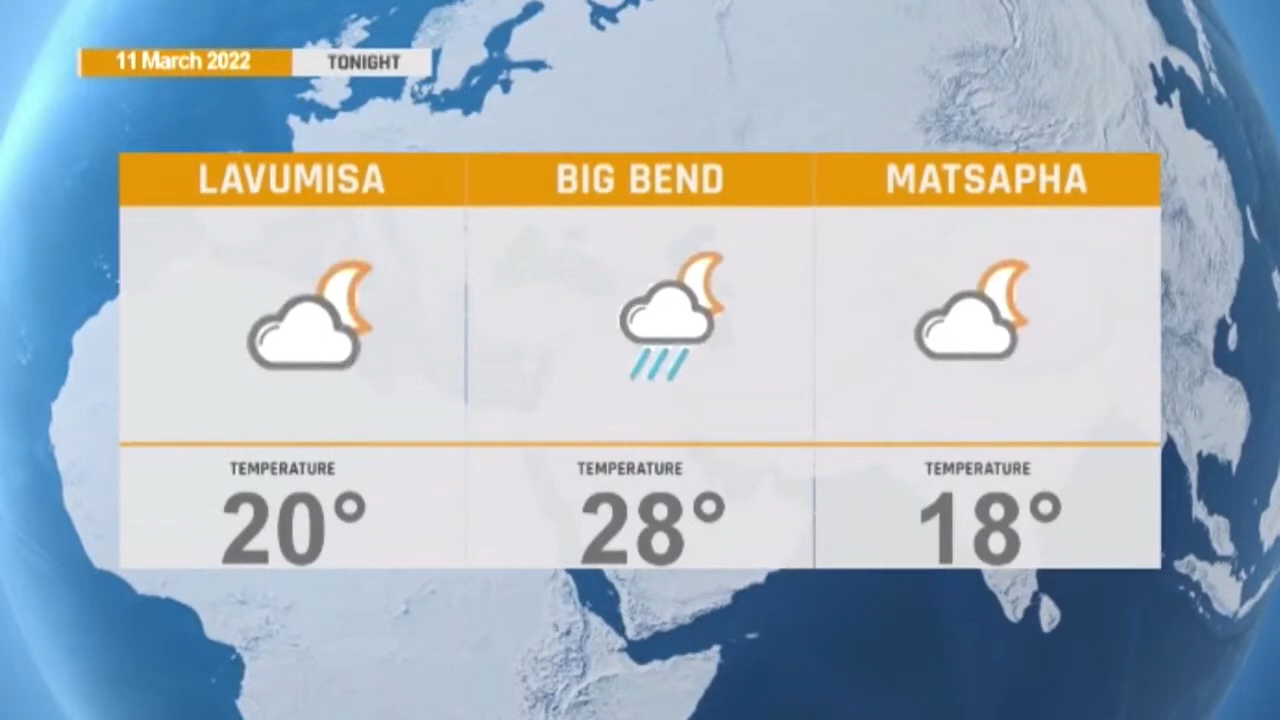 11 March 2022 TONIGHT
LAVUMISA BIG BEND MATSAPHA
TEMPERATURE TEMPERATURE TEMPERATURE
20° 28° 18°